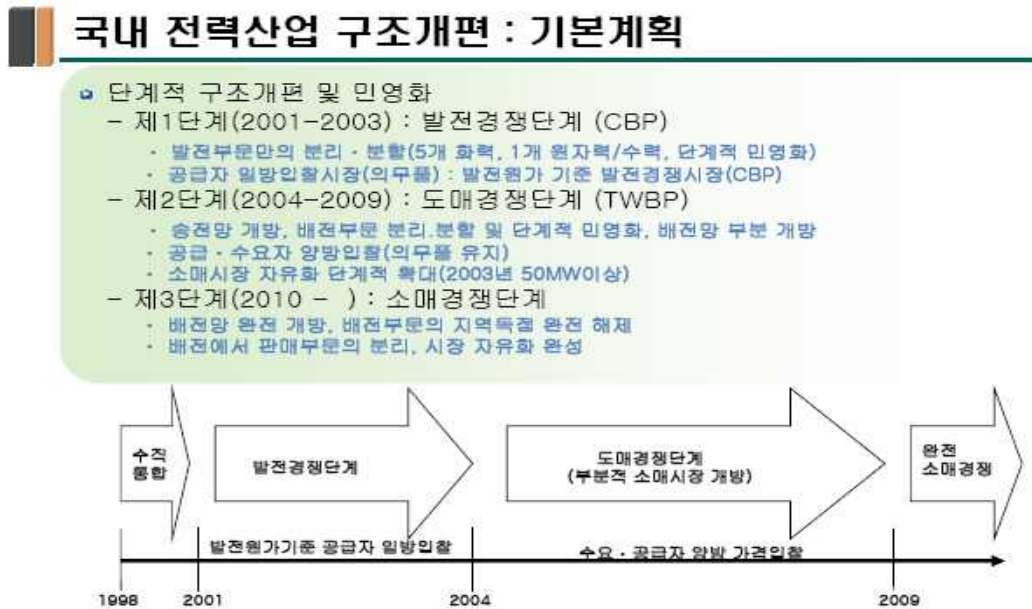 국내 전력산업 구조개편 : 기본계획
단계적 구조개편 및 민영화
– 제1단계(2001-2003) : 발전경쟁단계 (CBP)
· 발전부문만의 분리 · 분할(5개 화력, 1개 원자력/수력, 단계적 민영화)
· 공급자 일방입찰시장(의무풀) : 발전원가 기준 발전경쟁시장(CBP)
– 제2단계(2004-2009) : 도매경쟁단계 (TWBP)
· 송전망 개방, 배전부문 분리.분할 및 단계적 민영화, 배전망 부분 개방
· 공급 · 수요자 양방입찰(의무풀 유지)
· 소매시장 자유화 단계적 확대(2003년 50MW이상)
– 제3단계(2010 – ) : 소매경쟁단계
· 배전망 완전 개방, 배전부문의 지역독점 완전 해제
· 배전에서 판매부문의 분리, 시장 자유화 완성
수직
통합
발전경쟁단계
도매경쟁단계
(부분적 소매시장 개방)
완전
소매경쟁
발전원가기준 공급자 일방입찰
수요 · 공급자 양방 가격입찰
1998
2001
2004
2009